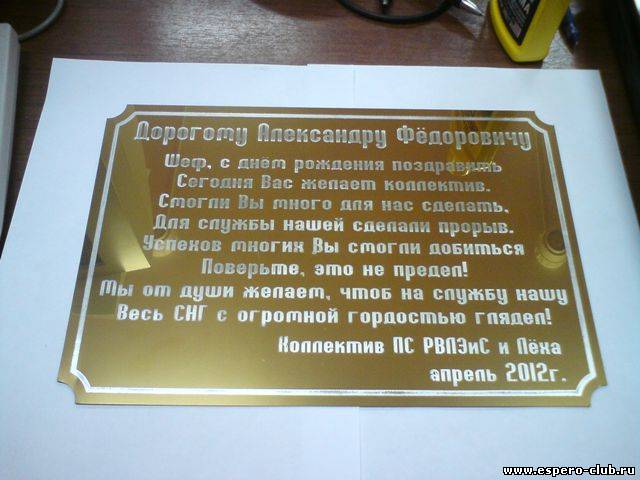 Дорогому Александру Фёдоровичу
Шеф, с днём рождения поздравить
Сегодня Вас желает коллектив.
Смогли Вы много для нас сделать,
Для службы нашей сделали прорыв.
Успехов многих Вы смогли добиться
Поверьте, это не предел!
Мы от души желаем, чтоб на службу нашу
Весь СНГ с огромной гордостью глядел!
Коллектив ПС РВПЭиС и Лёха
апрель 2012г.
www.espero-club.ru